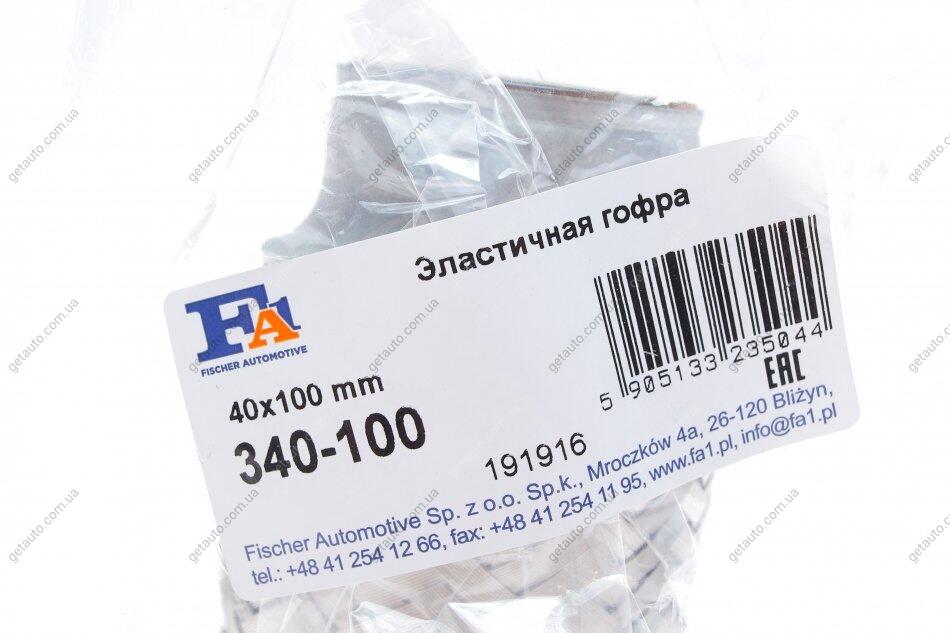 Эластичная гофра
FA1
FISCHER AUTOMOTIVE
40x100 mm
340-100
191916
5 905133 235044
EAC
Fischer Automotive Sp. z o.o. Sp.k., Mroczków 4a, 26-120 Bliżyn,
tel.: +48 41 254 12 66, fax: +48 41 254 11 95, www.fa1.pl, info@fa1.pl
getauto.com.ua